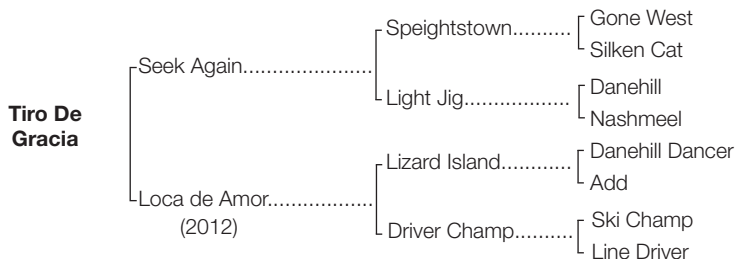 Tiro De
Gracia
Seek Again
Loca de Amor
(2012)
Speightstown
Light Jig
Lizard Island
Driver Champ
Gone West
Silken Cat
Danehill
Nashmeel
Danehill Dancer
Add
Ski Champ
Line Driver